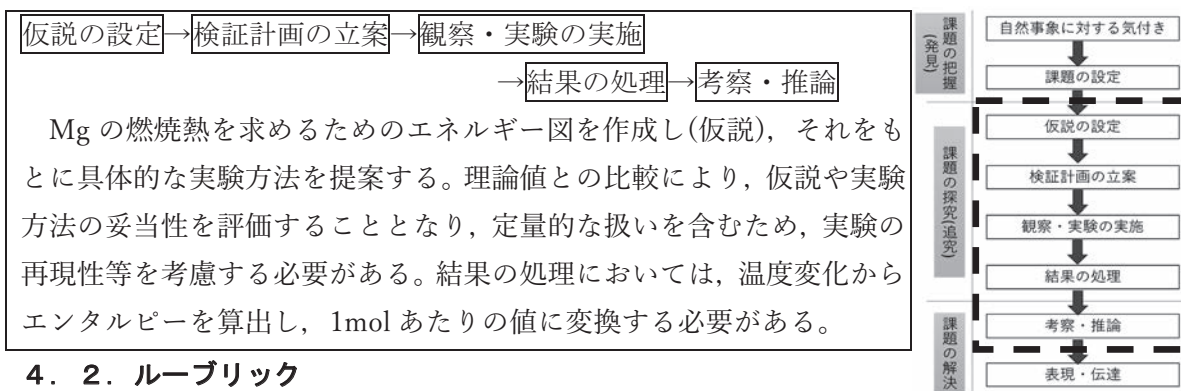 仮説の設定→検証計画の立案→観察・実験の実施
→結果の処理→考察・推論
Mg の燃焼熱を求めるためのエネルギー図を作成し(仮説)，それをも
とに具体的な実験方法を提案する。理論値との比較により，仮説や実験
方法の妥当性を評価することとなり，定量的な扱いを含むため，実験の
再現性等を考慮する必要がある。結果の処理においては，温度変化から
エンタルピーを算出し，1mol あたりの値に変換する必要がある。
４．２．ルーブリック
課題の把握
(発見)
自然事象に対する気付き
課題の設定
課題の探究(追究)
仮説の設定
検証計画の立案
観察・実験の実施
結果の処理
課題の解決
考察・推論
表現・伝達